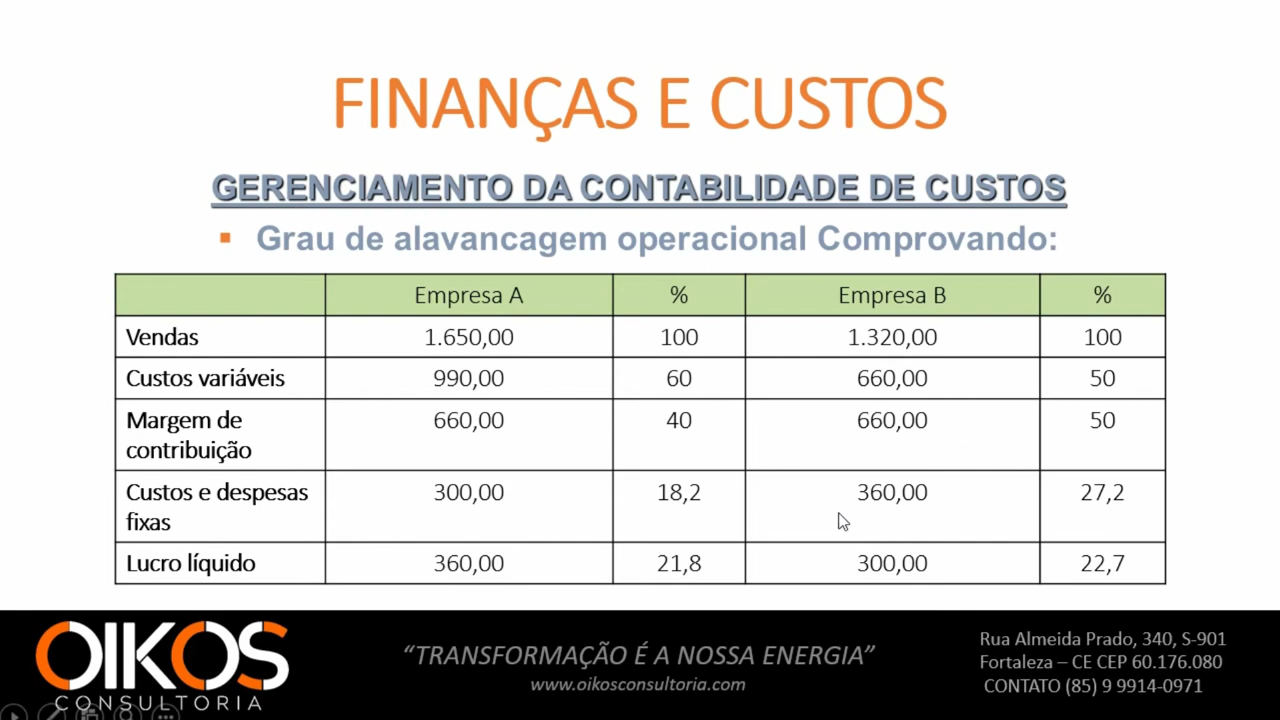 FINANÇAS E CUSTOS
GERENCIAMENTO DA CONTABILIDADE DE CUSTOS
▪ Grau de alavancagem operacional Comprovando:
Empresa A % Empresa B %
Vendas 1.650,00 100 1.320,00 100
Custos variáveis 990,00 60 660,00 50
Margem de contribuição 660,00 40 660,00 50
Custos e despesas fixas 300,00 18,2 360,00 27,2
Lucro líquido 360,00 21,8 300,00 22,7
OIKOS
CONSULTORIA
“TRANSFORMAÇÃO É A NOSSA ENERGIA”
www.oikosconsultoria.com
Rua Almeida Prado, 340, S-901
Fortaleza – CE CEP 60.176.080
CONTATO (85) 9 9914-0971